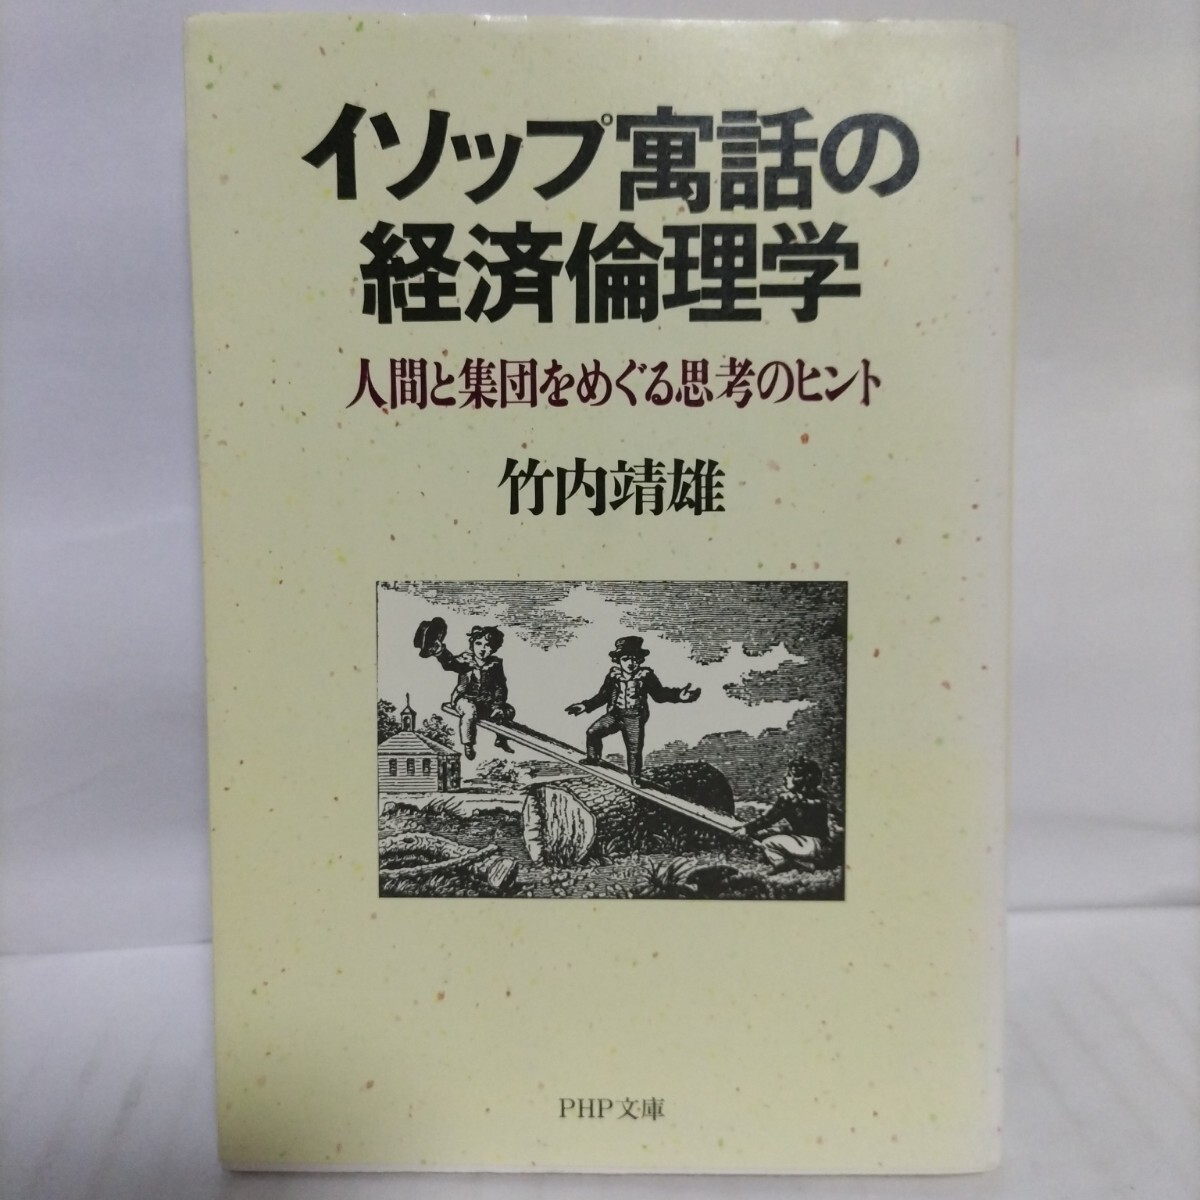 イソップ寓話の
経済倫理学
人間と集団をめぐる思考のヒント
竹内靖雄
PHP文庫